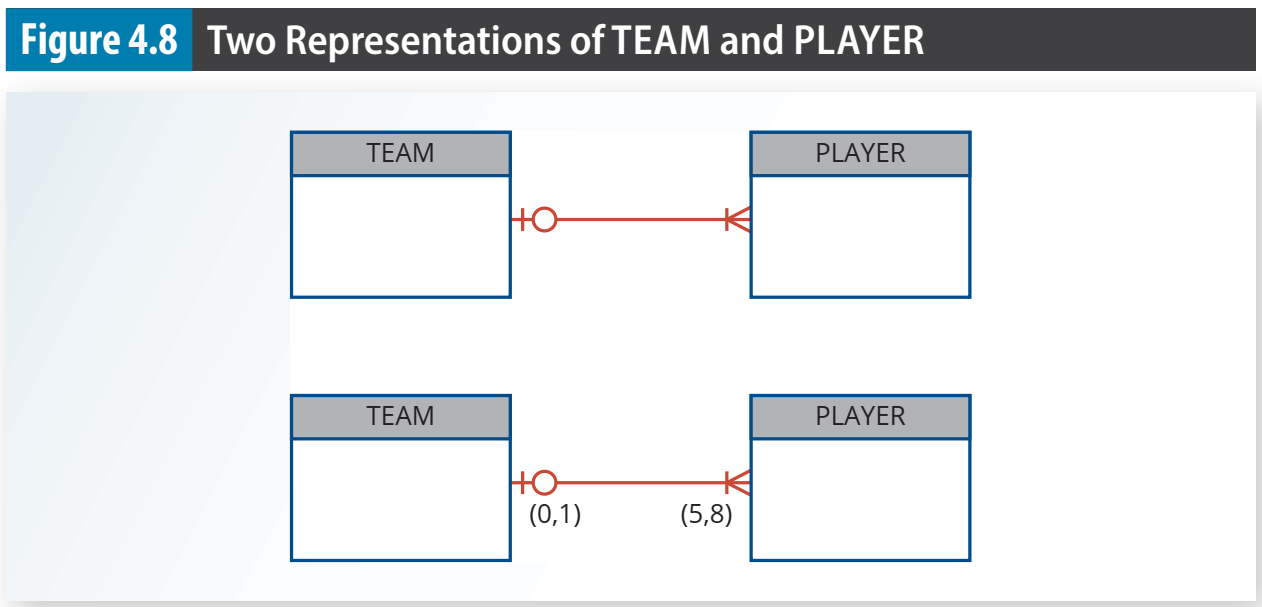 Figure 4.8 Two Representations of TEAM and PLAYER
TEAM PLAYER
TEAM PLAYER
(0,1) (5,8)